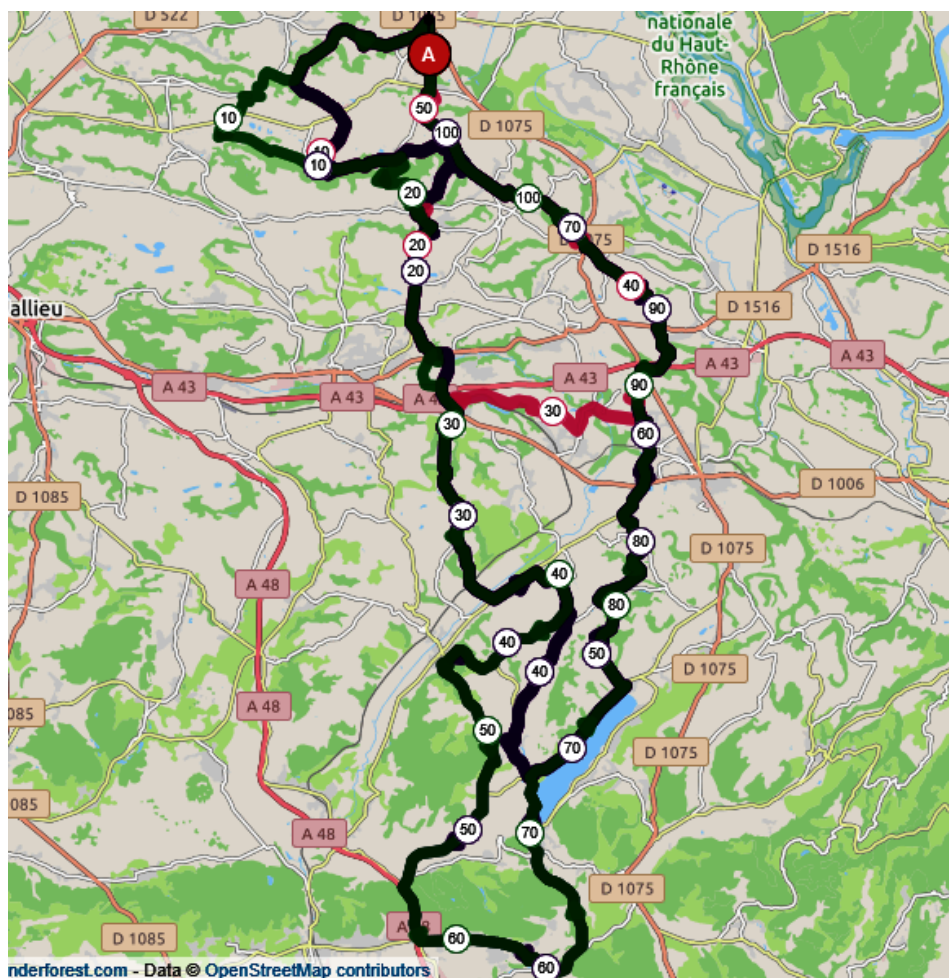 D 522
D 1085
nationale
du Haut-
Rhône
français
A
10
50
D 1075
100
10
20
100
70
D 1516
20
40
D 1516
20
90
allieu
A 43
A 43
A 43
A 43
A 43
90
30
30
60
D 1085
D 1006
30
80
D 1075
A 48
40
80
40
50
40
D 1075
A 48
085
50
70
D 1075
085
50
70
A 48
D 1075
D 1085
60
60
nderforest.com - Data © OpenStreetMap contributors